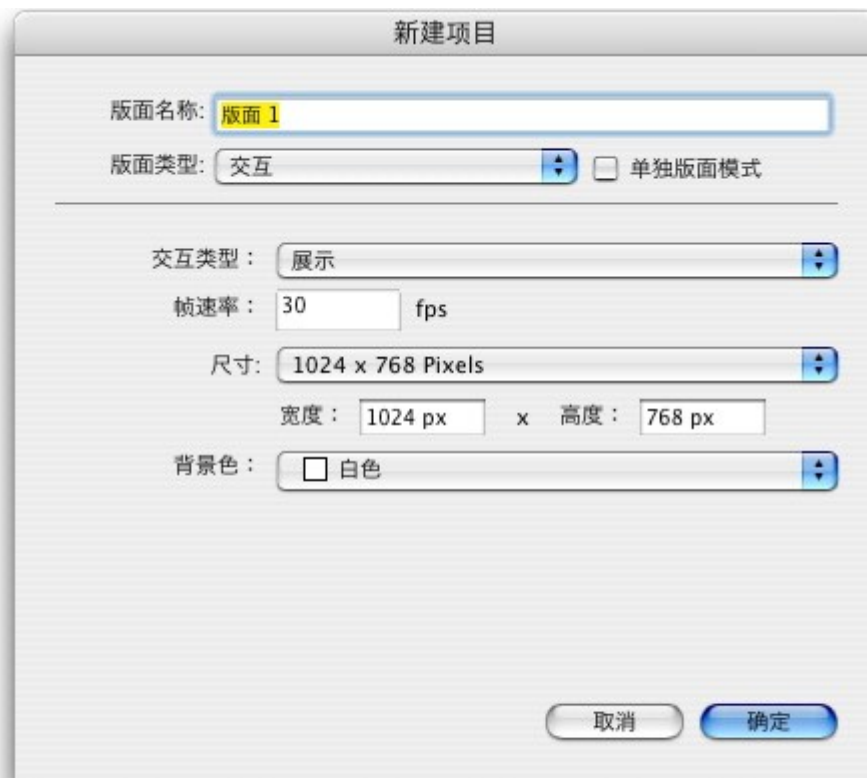 新建项目
版面名称: 版面 1
版面类型: 交互 单独版面模式
交互类型： 展示
帧速率： 30 fps
尺寸: 1024 x 768 Pixels
宽度： 1024 px x 高度： 768 px
背景色： 白色
取消 确定